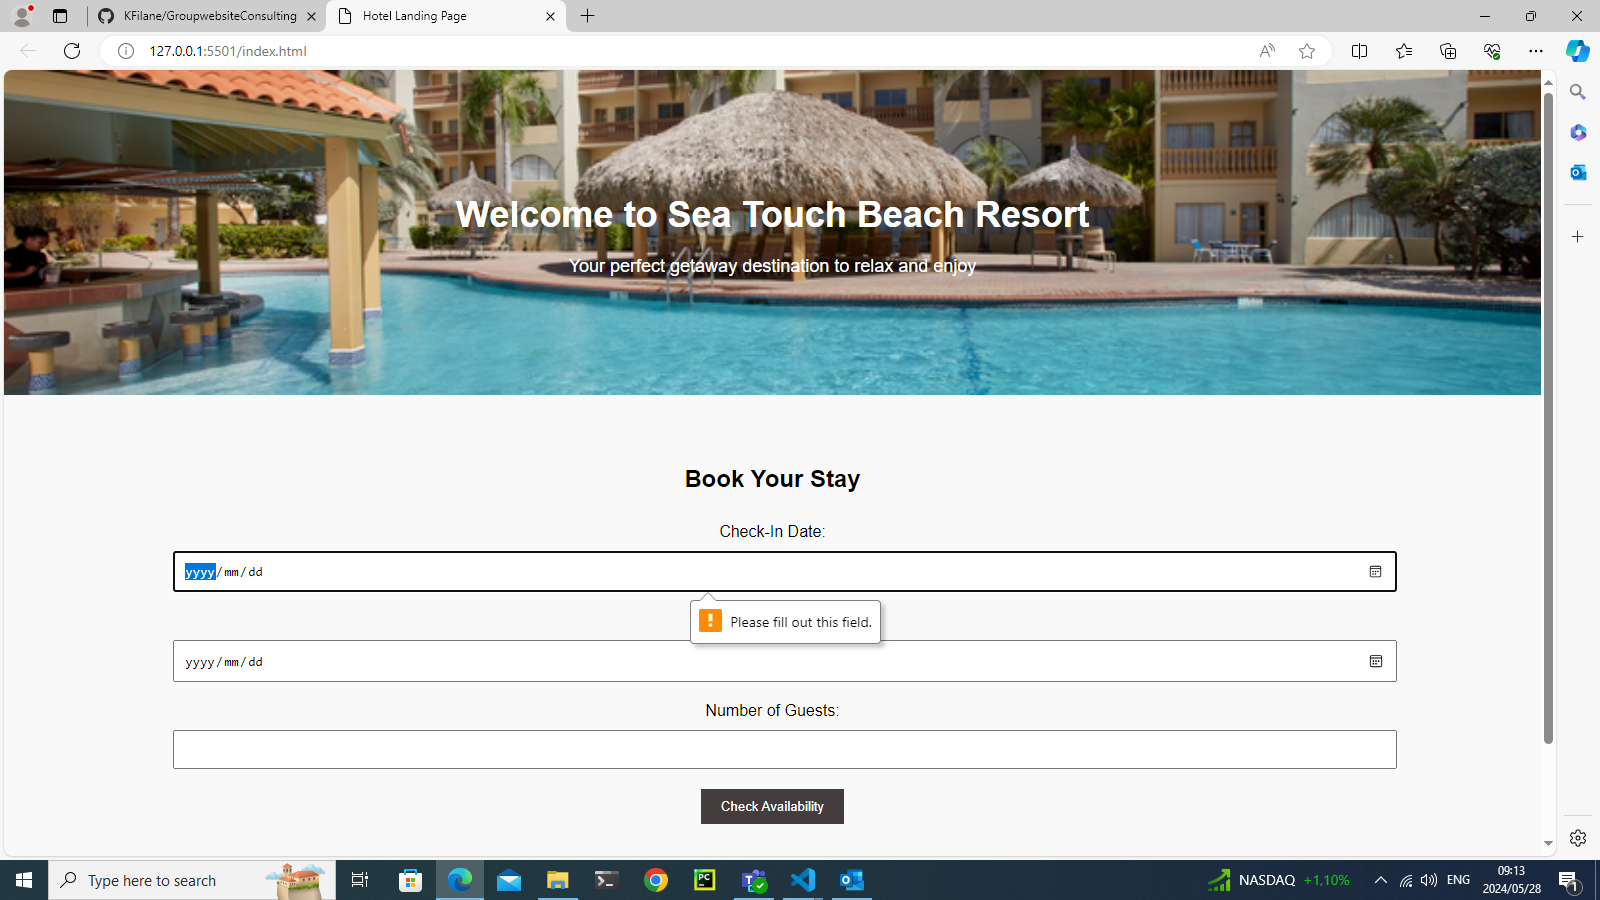 KFilane/GroupwebsiteConsulting
Hotel Landing Page
127.0.0.1:5501/index.html
Welcome to Sea Touch Beach Resort
Your perfect getaway destination to relax and enjoy
Book Your Stay
Check-In Date:
yyyy/mm/dd
Please fill out this field.
yyyy/mm/dd
Number of Guests:
Check Availability
Type here to search
PC
NASDAQ +1,10%
ENG
09:13
2024/05/28
1